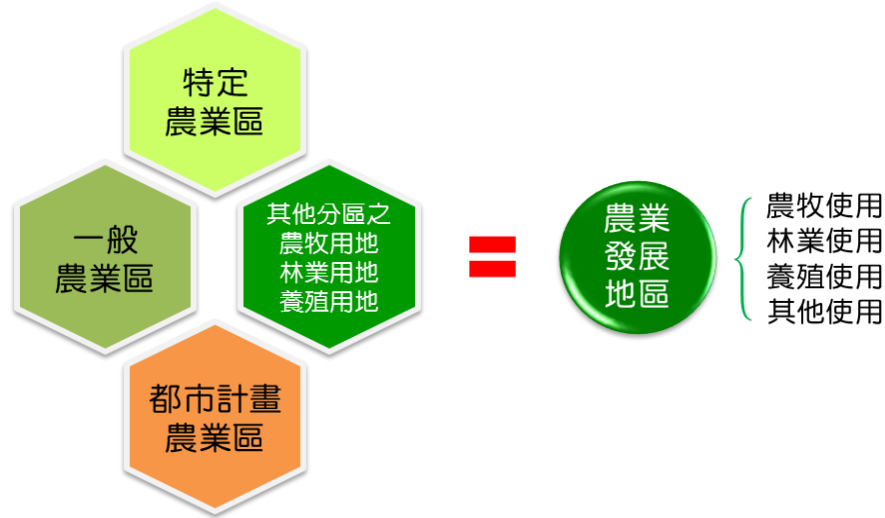 特定
農業區
一般
農業區
其他分區之
農牧用地
林業用地
養殖用地
都市計畫
農業區
=
農業
發展
地區
農牧使用
林業使用
養殖使用
其他使用